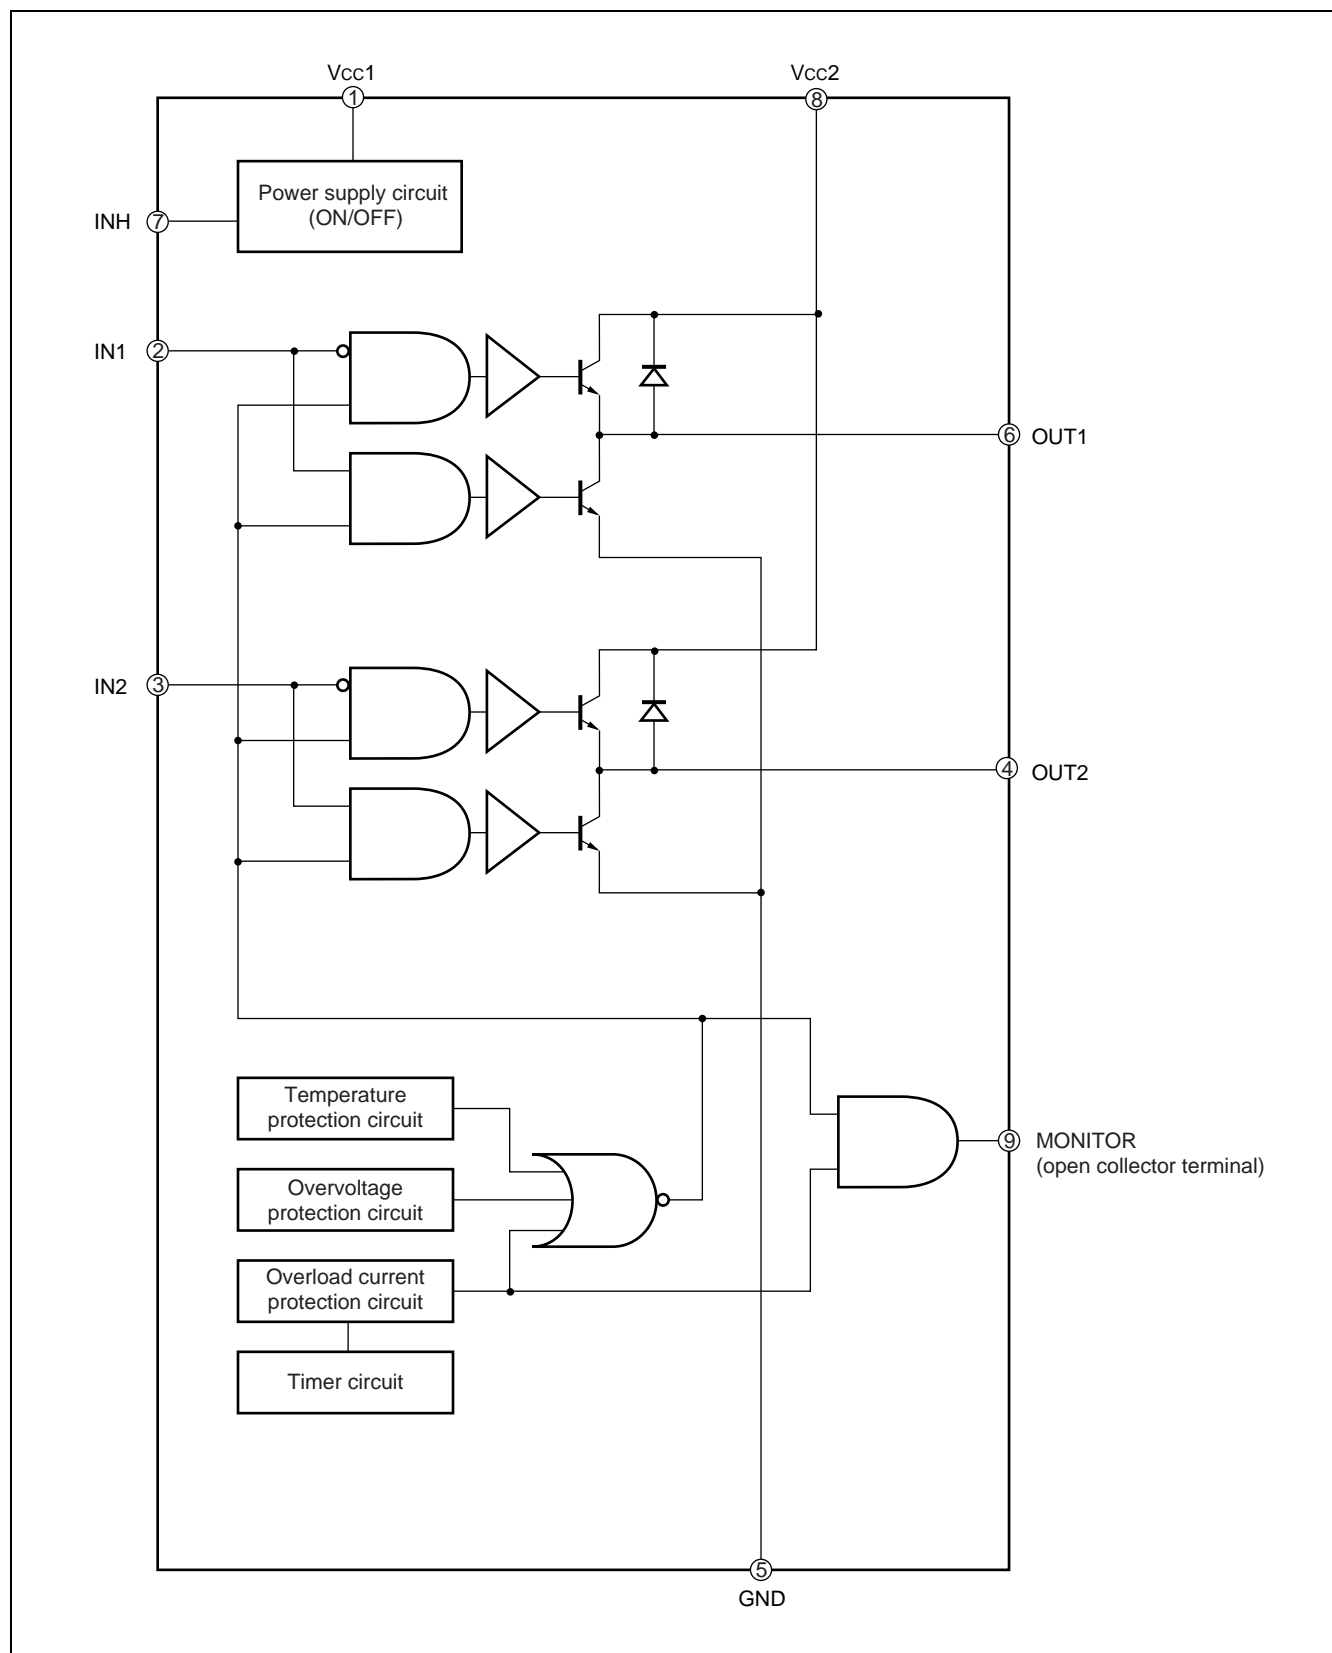 Vcc1
Vcc2
1
8
Power supply circuit
(ON/OFF)
INH
7
IN1
2
6
OUT1
IN2
3
4
OUT2
Temperature
protection circuit
9
MONITOR
(open collector terminal)
Overvoltage
protection circuit
Overload current
protection circuit
Timer circuit
5
GND